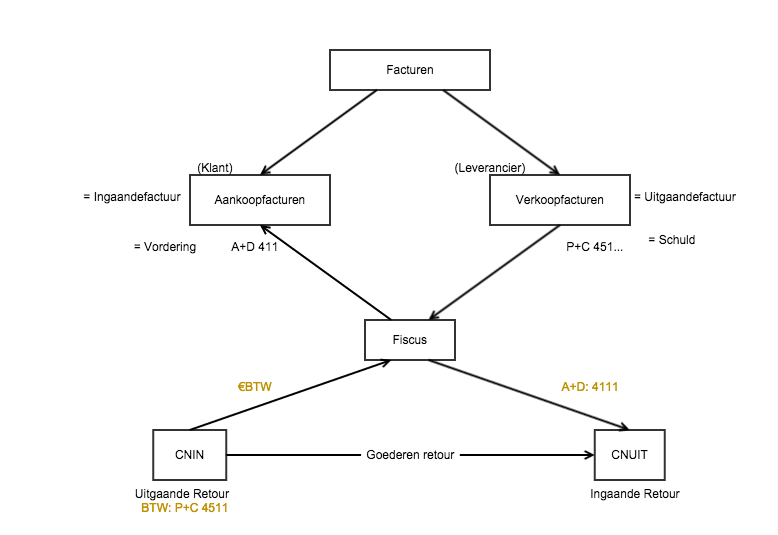 Facturen
(Klant)
(Leverancier)
= Ingaandefactuur
Aankoopfacturen
Verkoopfacturen
= Uitgaandefactuur
= Vordering
A+D 411
P+C 451...
= Schuld
Fiscus
€BTW
A+D: 4111
CNIN
Goederen retour
CNUIT
Uitgaande Retour
BTW: P+C 4511
Ingaande Retour